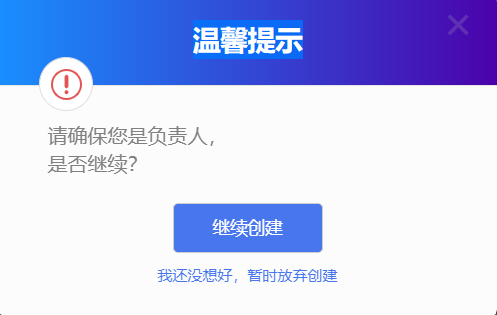 温馨提示
请确保您是负责人，
是否继续？
继续创建
我还没想好，暂时放弃创建